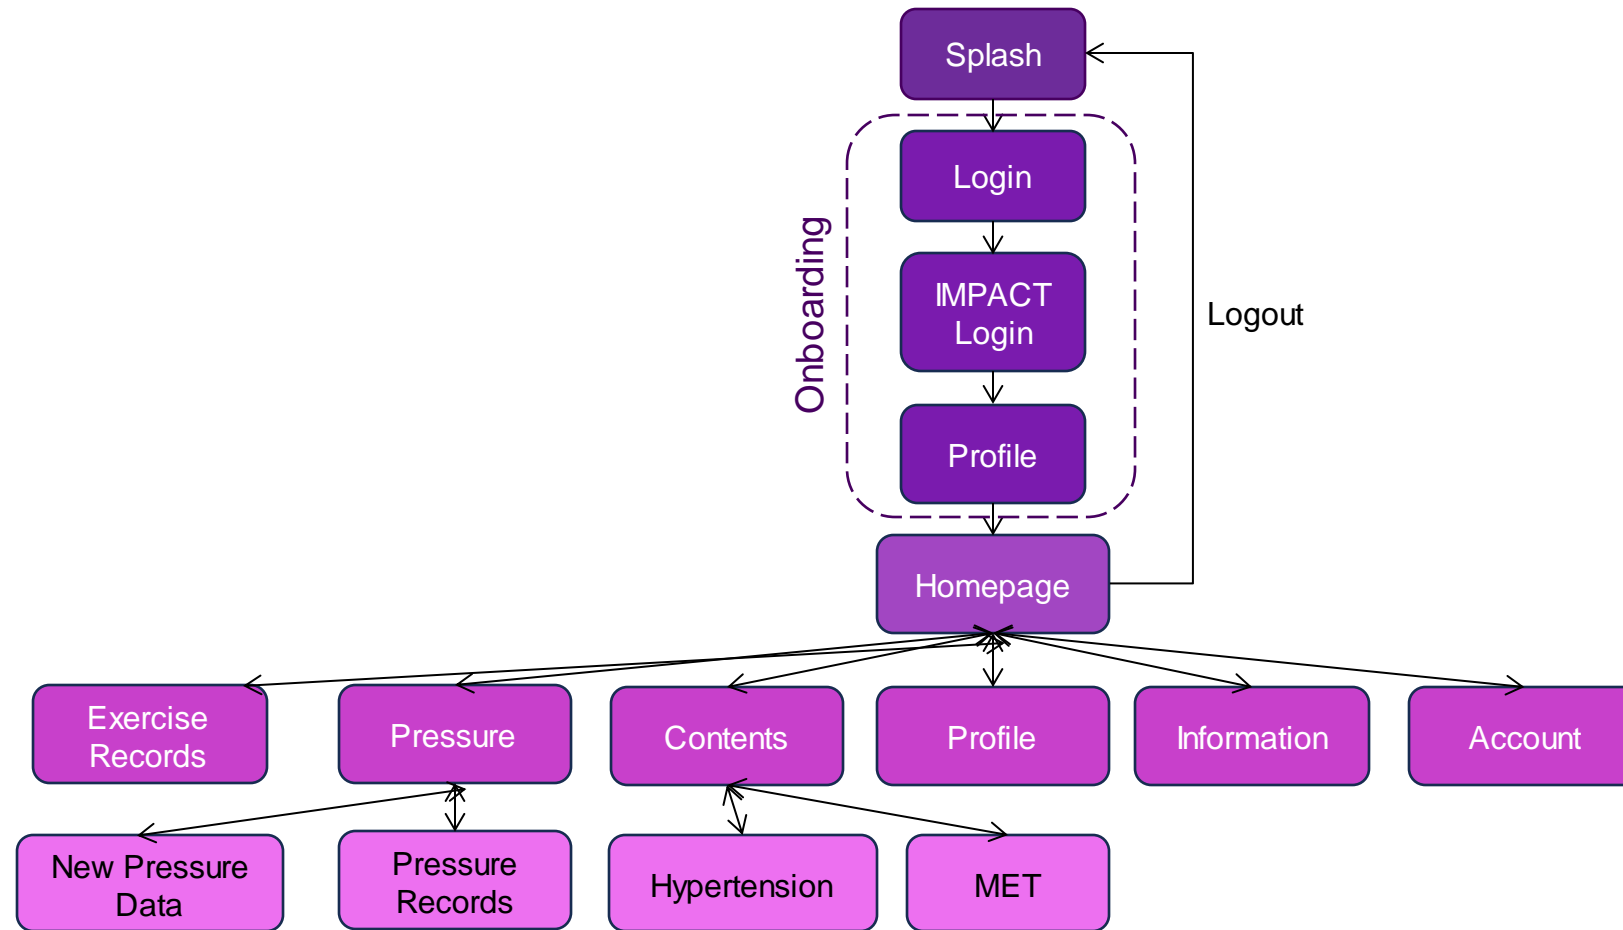 Splash
Login
IMPACT
Login
Profile
Onboarding
Logout
Homepage
Exercise
Records
Pressure
Contents
Profile
Information
Account
New Pressure
Data
Pressure
Records
Hypertension
MET